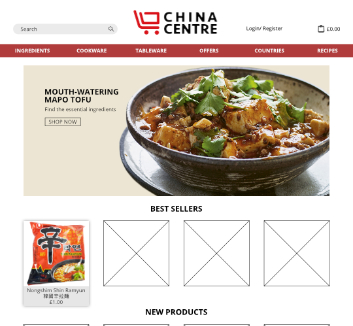 CHINA
CENTRE
Search
Login/ Register
£0.00
INGREDIENTS COOKWARE TABLEWARE OFFERS COUNTRIES RECIPES
MOUTH-WATERING
MAPO TOFU
Find the essential ingredients
SHOP NOW
BEST SELLERS
辛
Nongshim Shin Ramyun
£1.00
NEW PRODUCTS